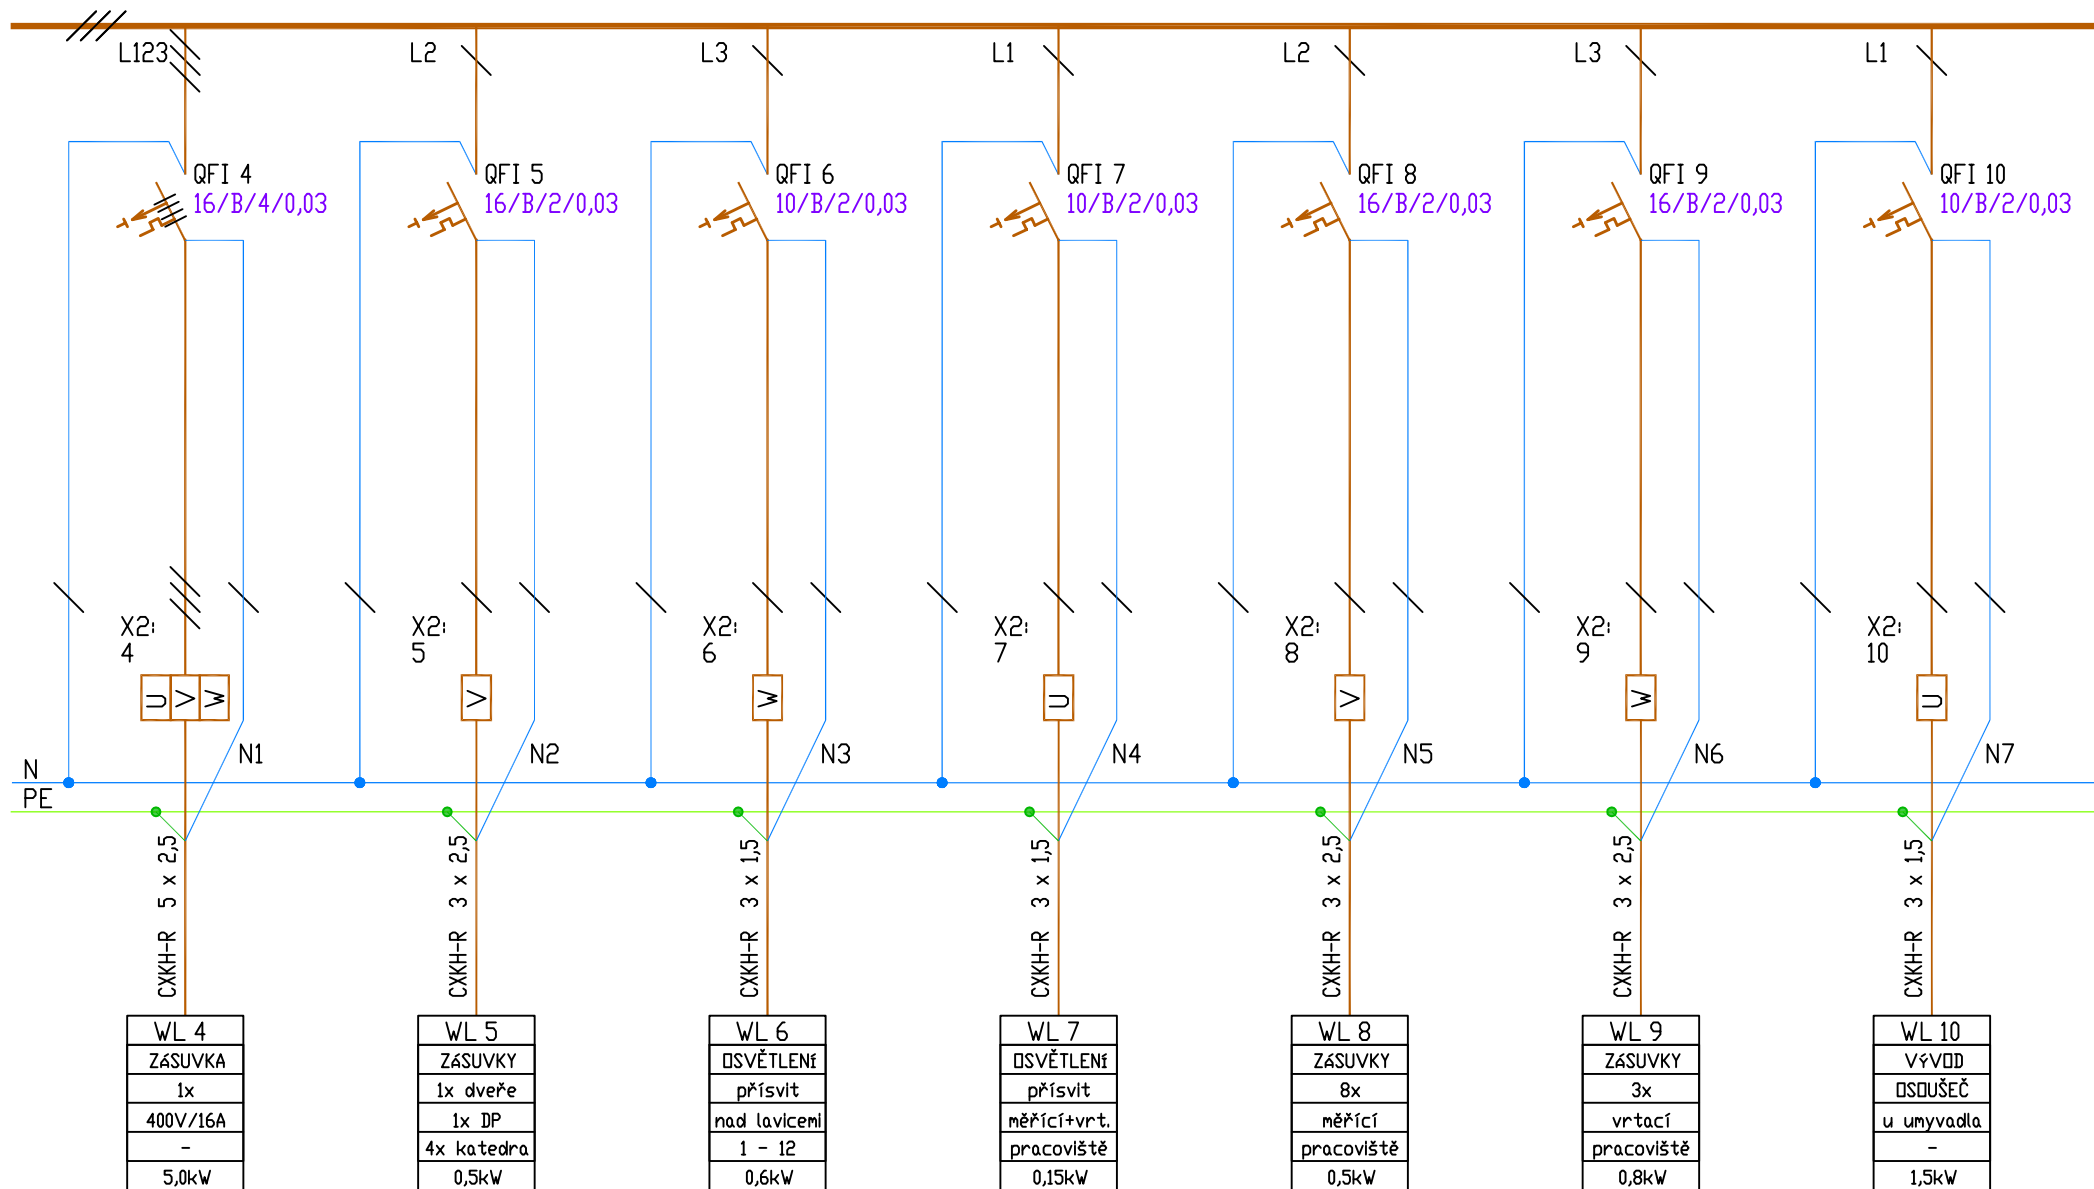 L123 L2 L3 L1 L2 L3 L1
QFI 4 QFI 5 QFI 6 QFI 7 QFI 8 QFI 9 QFI 10
16/B/4/0,03 16/B/2/0,03 10/B/2/0,03 10/B/2/0,03 16/B/2/0,03 16/B/2/0,03 10/B/2/0,03
X2: X2: X2: X2: X2: X2: X2:
4 5 6 7 8 9 10
U V W V W U V W U
N1 N2 N3 N4 N5 N6 N7
N
PE
CXKH-R 5 x 2,5
CXKH-R 3 x 2,5
CXKH-R 3 x 1,5
CXKH-R 3 x 1,5
CXKH-R 3 x 2,5
CXKH-R 3 x 2,5
CXKH-R 3 x 1,5
WL 4
ZÁSUVKA
1x
400V/16A
-
5,0kW
WL 5
ZÁSUVKY
1x dveře
1x DP
4x katedra
0,5kW
WL 6
OSVĚTLENÍ
přísvit
nad lavicemi
1 - 12
0,6kW
WL 7
OSVĚTLENÍ
přísvit
měřící+vrt.
pracoviště
0,15kW
WL 8
ZÁSUVKY
8x
měřící
pracoviště
0,5kW
WL 9
ZÁSUVKY
3x
vrtací
pracoviště
0,8kW
WL 10
VÝVOD
OSOUŠEČ
u umyvadla
-
1,5kW